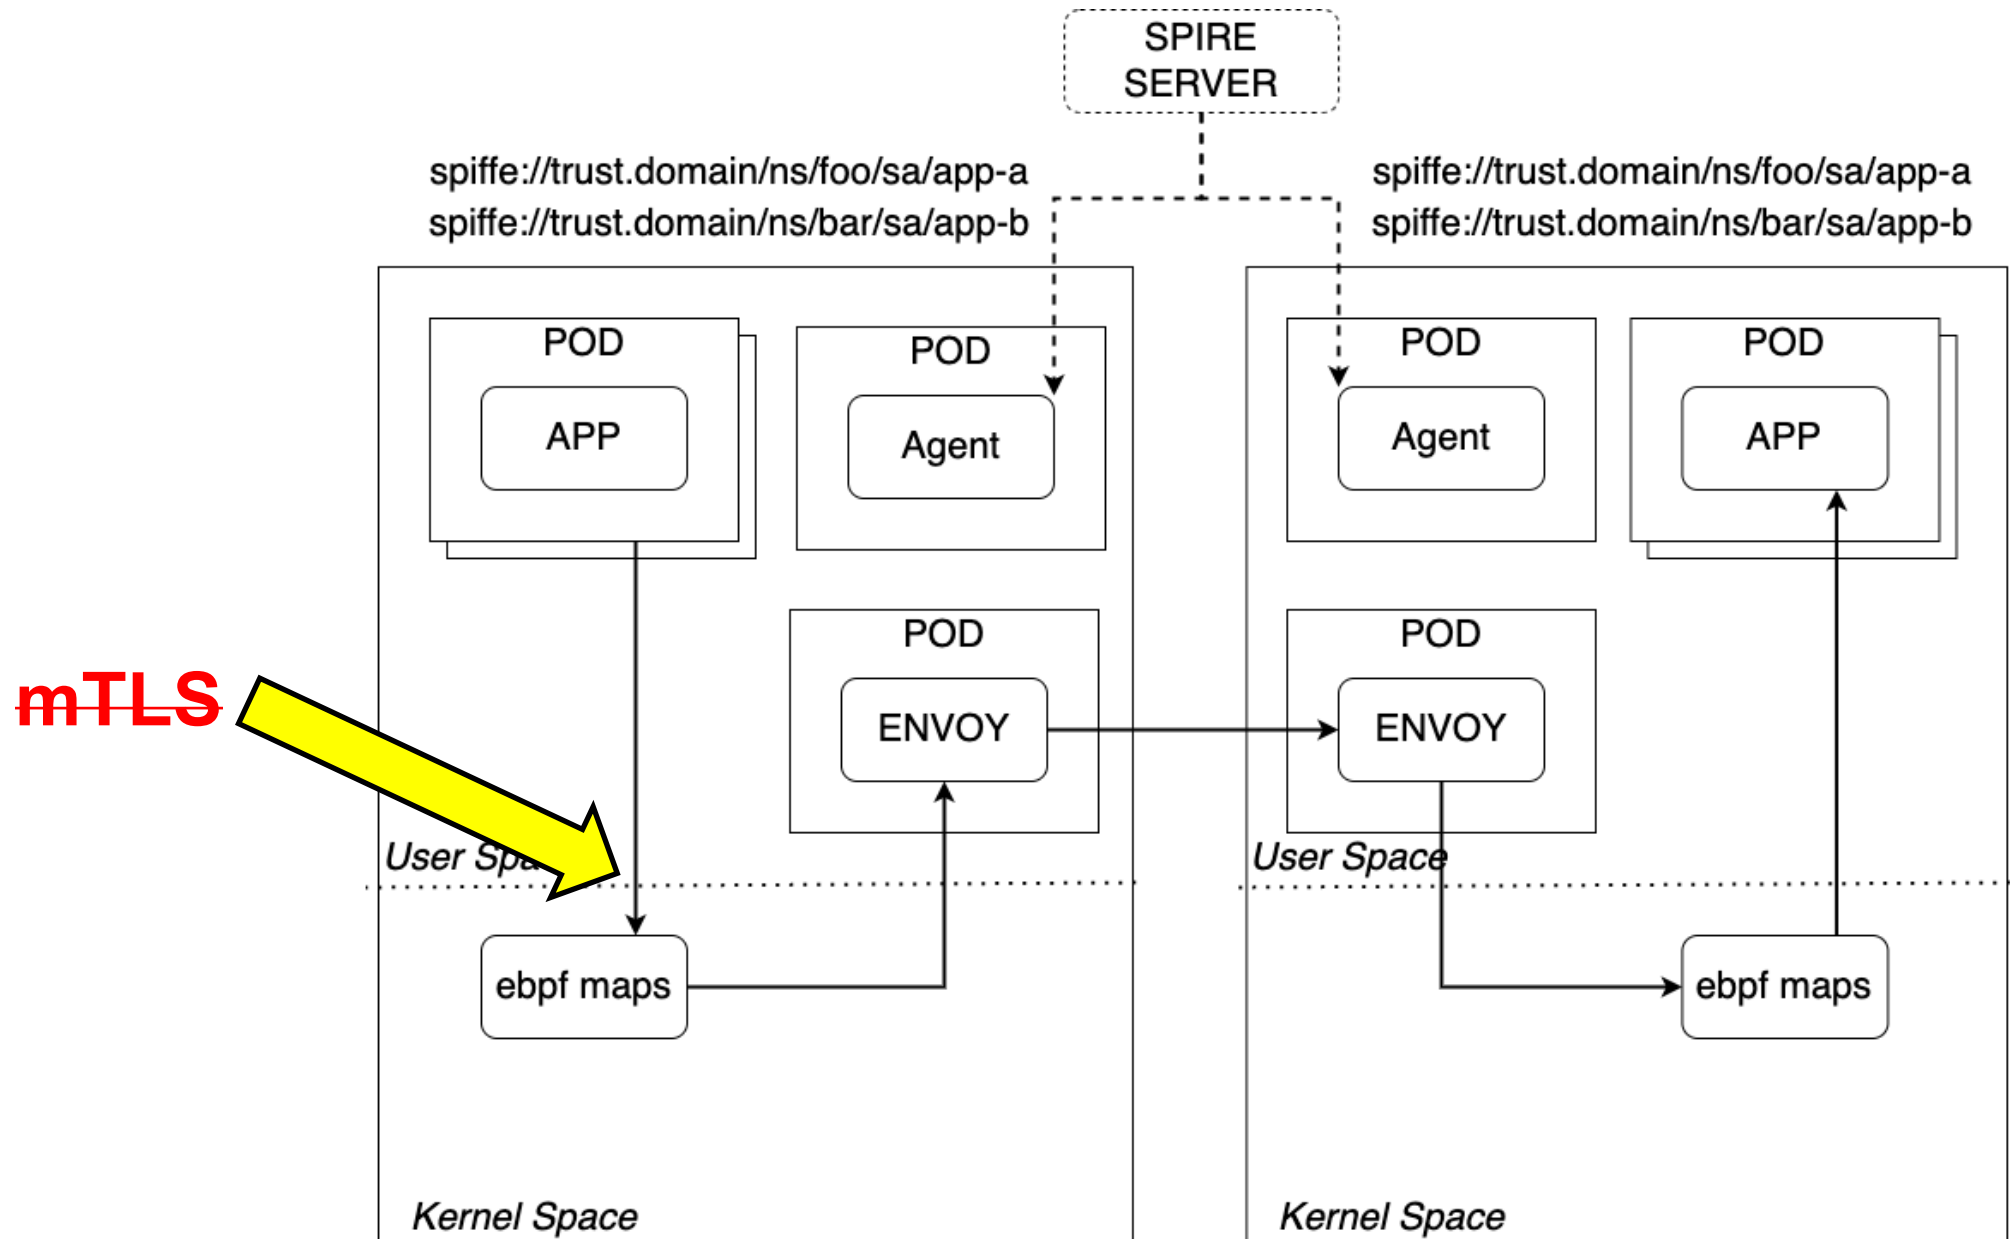 SPIRE
SERVER
spiffe://trust.domain/ns/foo/sa/app-a
spiffe://trust.domain/ns/bar/sa/app-b
spiffe://trust.domain/ns/foo/sa/app-a
spiffe://trust.domain/ns/bar/sa/app-b
POD
APP
POD
Agent
POD
Agent
POD
APP
mTLS
POD
ENVOY
POD
ENVOY
User
User Space
ebpf maps
ebpf maps
Kernel Space
Kernel Space